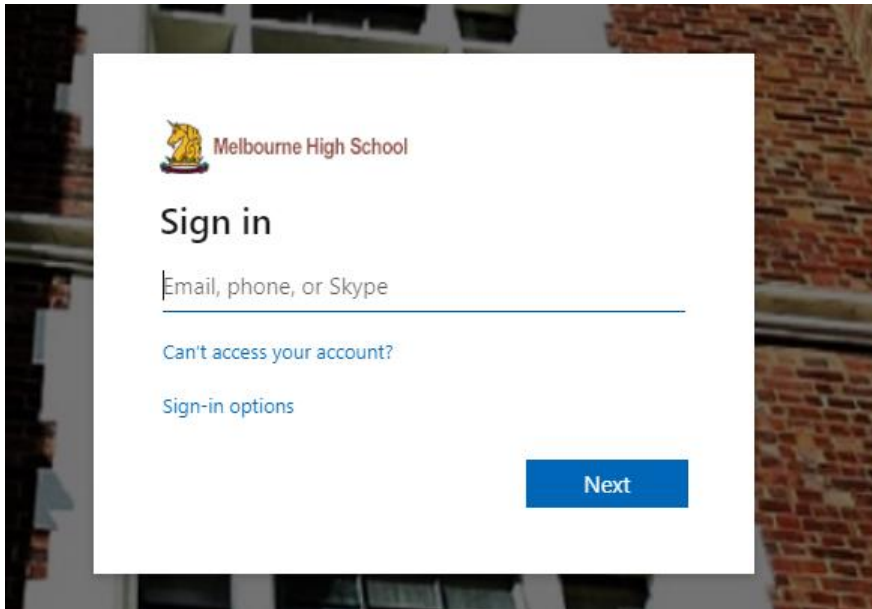 Melbourne High School
Sign in
Email, phone, or Skype
Can't access your account?
Sign-in options
Next